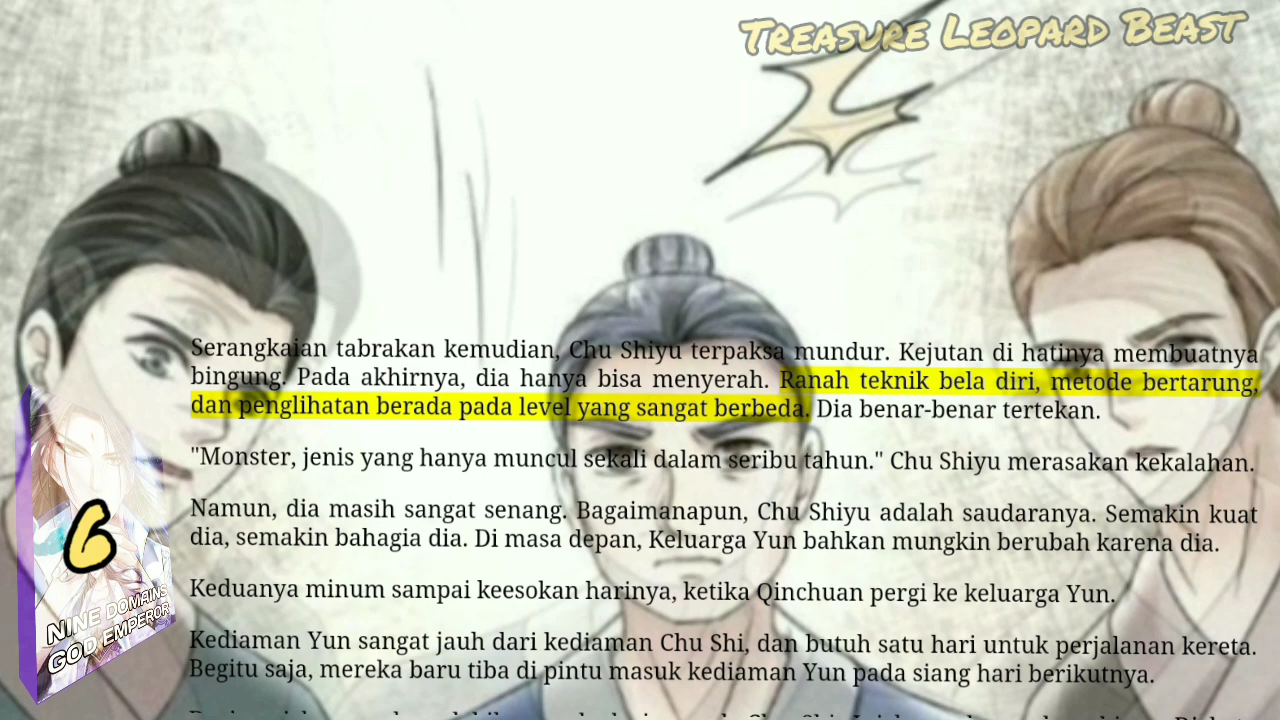 TREASURE LEOPARD BEAST
Serangkaian tabrakan kemudian, Chu Shiyu terpaksa mundur. Kejutan di hatinya membuatnya
bingung. Pada akhirnya, dia hanya bisa menyerah. Ranah teknik bela diri, metode bertarung,
dan penglihatan berada pada level yang sangat berbeda. Dia benar-benar tertekan.
"Monster, jenis yang hanya muncul sekali dalam seribu tahun." Chu Shiyu merasakan kekalahan.
Namun, dia masih sangat senang. Bagaimanapun, Chu Shiyu adalah saudaranya. Semakin kuat
dia, semakin bahagia dia. Di masa depan, Keluarga Yun bahkan mungkin berubah karena dia.
Keduanya minum sampai keesokan harinya, ketika Qinchuan pergi ke keluarga Yun.
Kediaman Yun sangat jauh dari kediaman Chu Shi, dan butuh satu hari untuk perjalanan kereta.
Begitu saja, mereka baru tiba di pintu masuk kediaman Yun pada siang hari berikutnya.
6
NINE DOMAINS
GOD EMPEROR